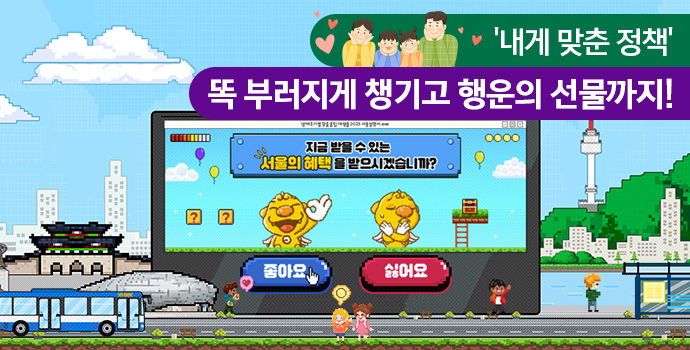 '내게 맞춘 정책'
똑 부러지게 챙기고 행운의 선물까지!
지금 받을 수 있는
서울의 혜택을 받으시겠습니까?
? ?
좋아요
싫어요